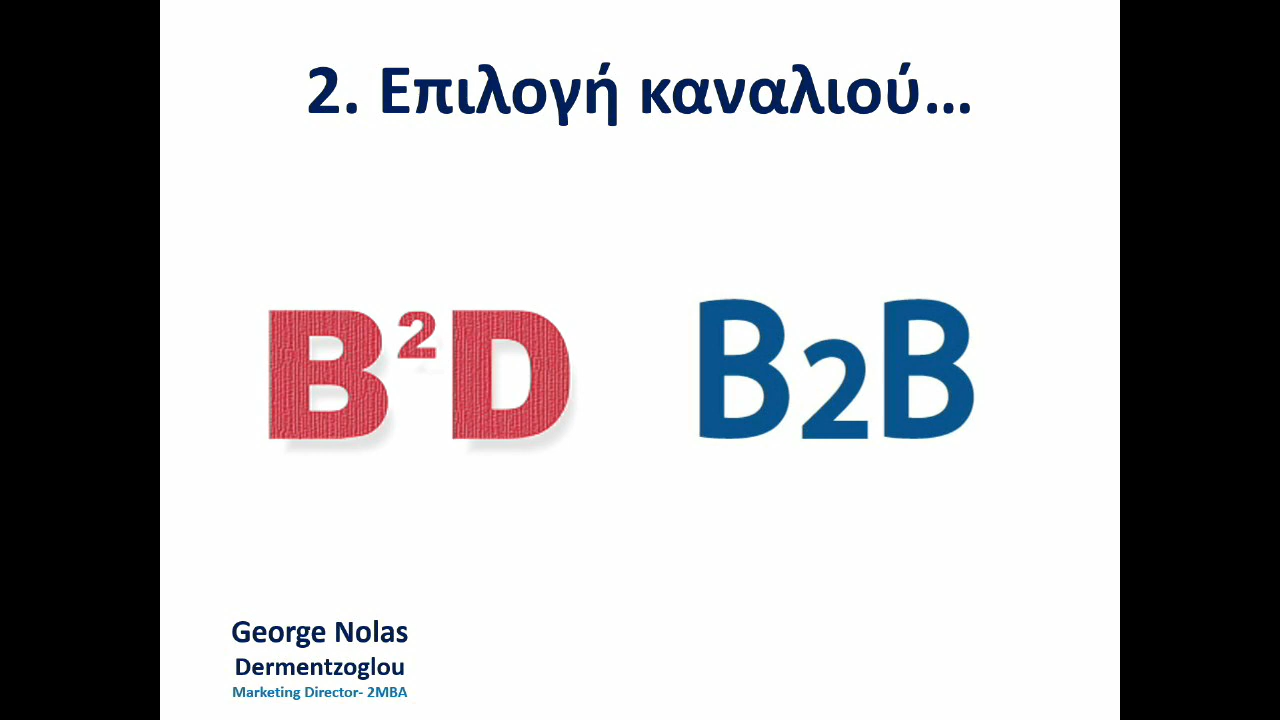 2. Επιλογή καναλιού...
B²D
B2B
George Nolas
Dermentzoglou
Marketing Director- 2MBA